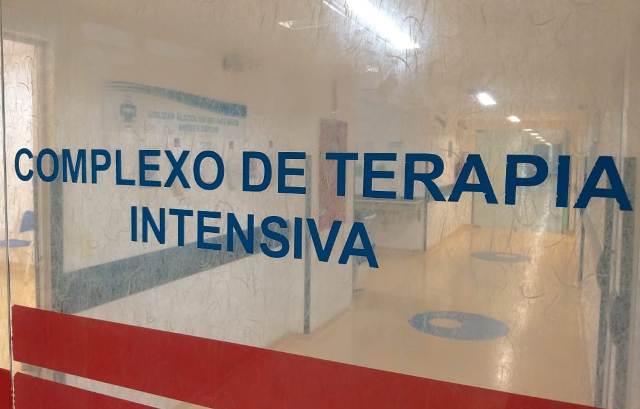 COMPLEXO DE TERAPIA
INTENSIVA